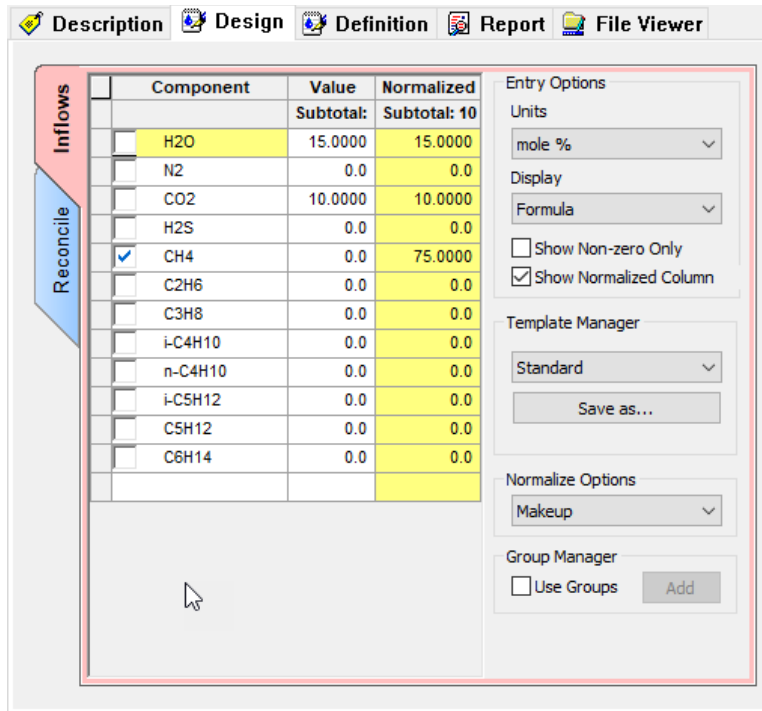 Description Design Definition Report File Viewer
Inflows
Reconcile
Component Value Normalized
Subtotal: Subtotal: 10
H2O 15.0000 15.0000
N2 0.0 0.0
CO2 10.0000 10.0000
H2S 0.0 0.0
CH4 0.0 75.0000
C2H6 0.0 0.0
C3H8 0.0 0.0
i-C4H10 0.0 0.0
n-C4H10 0.0 0.0
i-C5H12 0.0 0.0
C5H12 0.0 0.0
C6H14 0.0 0.0
Entry Options
Units
mole %
Display
Formula
Show Non-zero Only
Show Normalized Column
Template Manager
Standard
Save as...
Normalize Options
Makeup
Group Manager
Use Groups Add